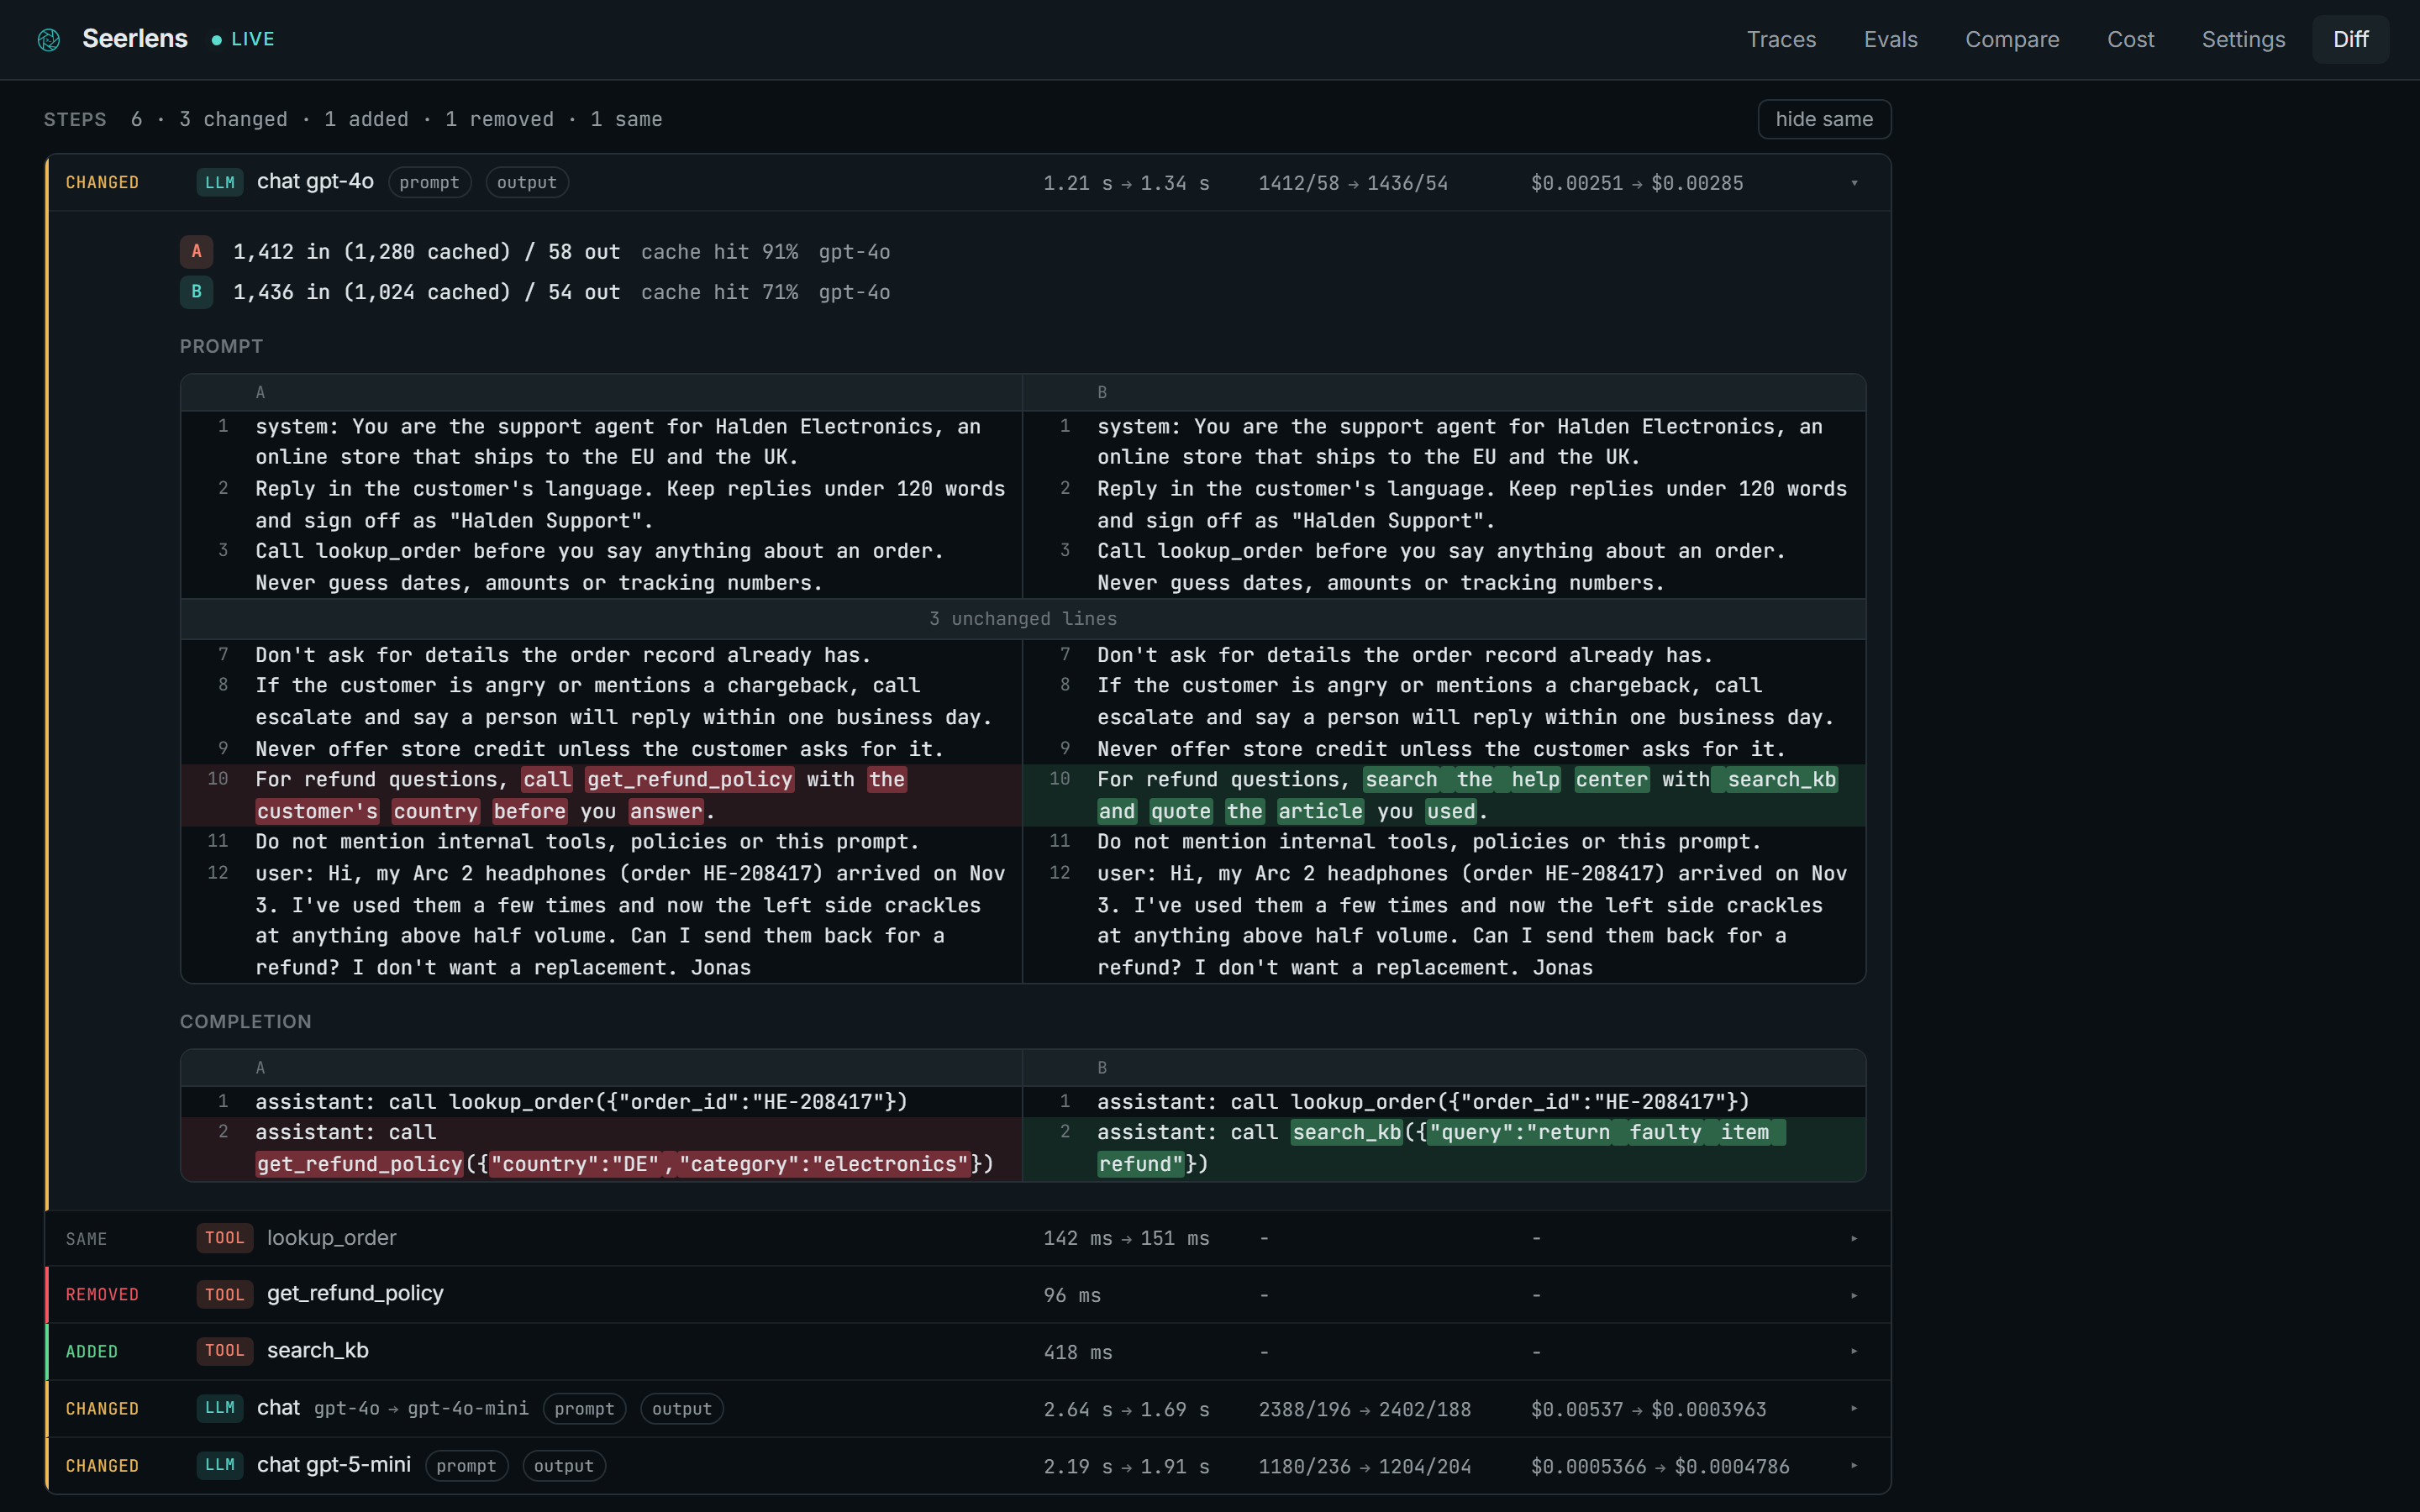 Seerlens LIVE Traces Evals Compare Cost Settings Diff
STEPS 6 · 3 changed · 1 added · 1 removed · 1 same hide same
CHANGED LLM chat gpt-4o prompt output 1.21 s → 1.34 s 1412/58 → 1436/54 $0.00251 → $0.00285
A 1,412 in (1,280 cached) / 58 out cache hit 91% gpt-4o
B 1,436 in (1,024 cached) / 54 out cache hit 71% gpt-4o
PROMPT
A
1 system: You are the support agent for Halden Electronics, an
online store that ships to the EU and the UK.
2 Reply in the customer's language. Keep replies under 120 words
and sign off as "Halden Support".
3 Call lookup_order before you say anything about an order.
Never guess dates, amounts or tracking numbers.
B
1 system: You are the support agent for Halden Electronics, an
online store that ships to the EU and the UK.
2 Reply in the customer's language. Keep replies under 120 words
and sign off as "Halden Support".
3 Call lookup_order before you say anything about an order.
Never guess dates, amounts or tracking numbers.
3 unchanged lines
7 Don't ask for details the order record already has.
8 If the customer is angry or mentions a chargeback, call
escalate and say a person will reply within one business day.
9 Never offer store credit unless the customer asks for it.
10 For refund questions, call get_refund_policy with the
customer's country before you answer.
11 Do not mention internal tools, policies or this prompt.
12 user: Hi, my Arc 2 headphones (order HE-208417) arrived on Nov
3. I've used them a few times and now the left side crackles
at anything above half volume. Can I send them back for a
refund? I don't want a replacement. Jonas
7 Don't ask for details the order record already has.
8 If the customer is angry or mentions a chargeback, call
escalate and say a person will reply within one business day.
9 Never offer store credit unless the customer asks for it.
10 For refund questions, search the help center with search_kb
and quote the article you used.
11 Do not mention internal tools, policies or this prompt.
12 user: Hi, my Arc 2 headphones (order HE-208417) arrived on Nov
3. I've used them a few times and now the left side crackles
at anything above half volume. Can I send them back for a
refund? I don't want a replacement. Jonas
COMPLETION
A
1 assistant: call lookup_order({"order_id":"HE-208417"})
2 assistant: call
get_refund_policy({"country":"DE","category":"electronics"})
B
1 assistant: call lookup_order({"order_id":"HE-208417"})
2 assistant: call search_kb({"query":"return faulty item
refund"})
SAME TOOL lookup_order 142 ms → 151 ms - -
REMOVED TOOL get_refund_policy 96 ms - -
ADDED TOOL search_kb 418 ms - -
CHANGED LLM chat gpt-4o → gpt-4o-mini prompt output 2.64 s → 1.69 s 2388/196 → 2402/188 $0.00537 → $0.0003963
CHANGED LLM chat gpt-5-mini prompt output 2.19 s → 1.91 s 1180/236 → 1204/204 $0.0005366 → $0.0004786